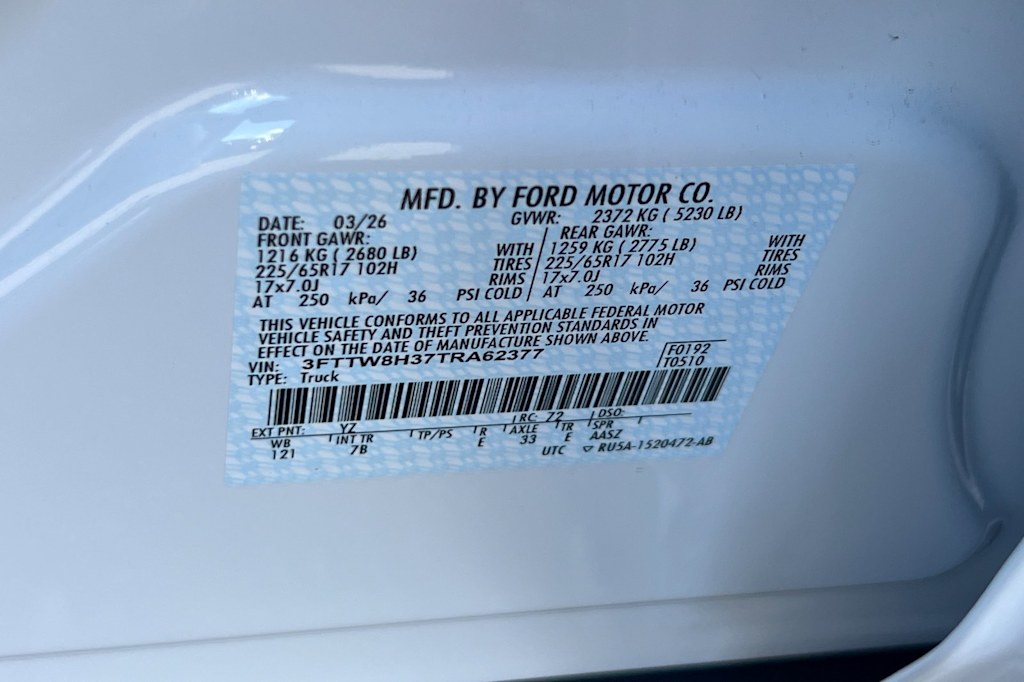 MFD. BY FORD MOTOR CO.
DATE: 03/26 GVWR: 2372 KG ( 5230 LB)
FRONT GAWR: REAR GAWR:
1216 KG ( 2680 LB) WITH 1259 KG ( 2775 LB) WITH
225/65R17 102H TIRES 225/65R17 102H TIRES
17x7.0J RIMS 17x7.0J RIMS
AT 250 kPa/ 36 PSI COLD AT 250 kPa/ 36 PSI COLD
THIS VEHICLE CONFORMS TO ALL APPLICABLE FEDERAL MOTOR
VEHICLE SAFETY AND THEFT PREVENTION STANDARDS IN
EFFECT ON THE DATE OF MANUFACTURE SHOWN ABOVE.
VIN: 3FTTW8H37TRA62377 F0192
TYPE: Truck T0510
EXT PNT: YZ RC: 72 DSO:
WB INT TR TP/PS R AXLE TR SPR
121 7B E 33 E AASZ
UTC ▽ RU5A-1520472-AB